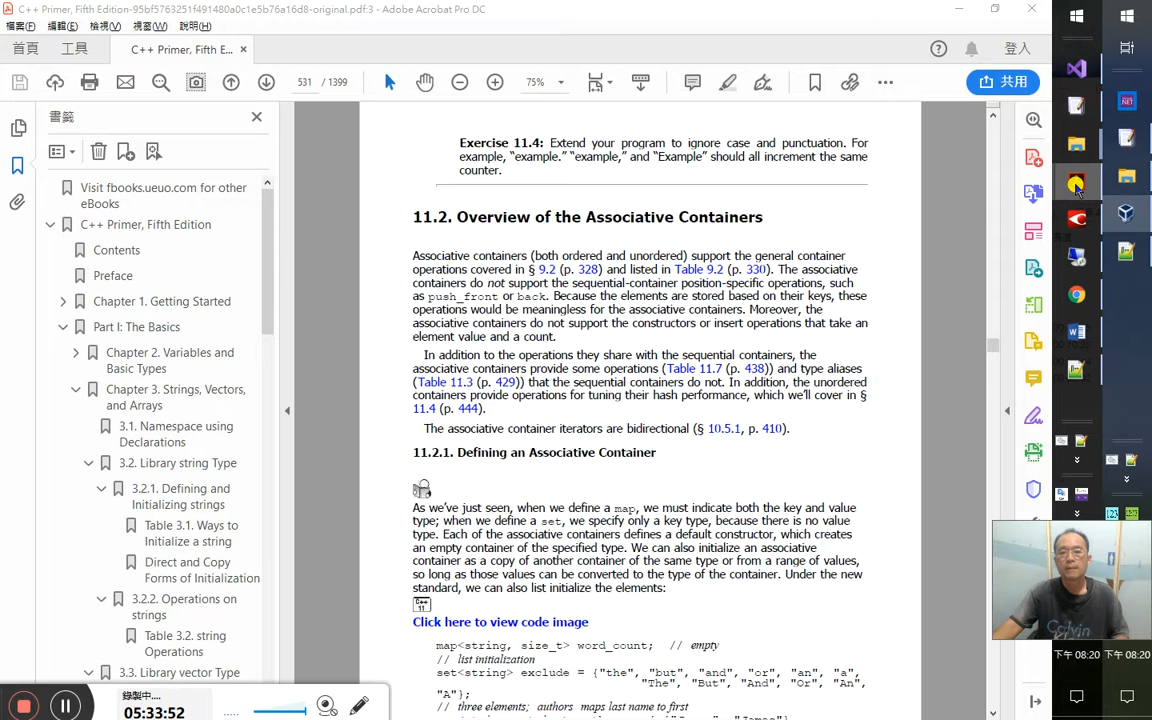 C++ Primer, Fifth Edition-95bf5763251f491480a0c1e5b76a16d8-original.pdf:3 - Adobe Acrobat Pro DC
檔案(F) 編輯(E) 檢視(V) 視窗(W) 說明(H)
首頁 工具 C++ Primer, Fifth E... ×
登入
531 / 1399
75%
共用
書籤
Visit fbooks.ueuo.com for other
eBooks
C++ Primer, Fifth Edition
Contents
Preface
Chapter 1. Getting Started
Part I: The Basics
Chapter 2. Variables and
Basic Types
Chapter 3. Strings, Vectors,
and Arrays
3.1. Namespace using
Declarations
3.2. Library string Type
3.2.1. Defining and
Initializing strings
Table 3.1. Ways to
Initialize a string
Direct and Copy
Forms of Initialization
3.2.2. Operations on
strings
Table 3.2. string
Operations
3.3. Library vector Type
Exercise 11.4: Extend your program to ignore case and punctuation. For
example, “example.” “example,” and “Example” should all increment the same
counter.
11.2. Overview of the Associative Containers
Associative containers (both ordered and unordered) support the general container
operations covered in § 9.2 (p. 328) and listed in Table 9.2 (p. 330). The associative
containers do not support the sequential-container position-specific operations, such
as push_front or back. Because the elements are stored based on their keys, these
operations would be meaningless for the associative containers. Moreover, the
associative containers do not support the constructors or insert operations that take an
element value and a count.
In addition to the operations they share with the sequential containers, the
associative containers provide some operations (Table 11.7 (p. 438)) and type aliases
(Table 11.3 (p. 429)) that the sequential containers do not. In addition, the unordered
containers provide operations for tuning their hash performance, which we’ll cover in §
11.4 (p. 444).
The associative container iterators are bidirectional (§ 10.5.1, p. 410).
11.2.1. Defining an Associative Container
As we’ve just seen, when we define a map, we must indicate both the key and value
type; when we define a set, we specify only a key type, because there is no value
type. Each of the associative containers defines a default constructor, which creates
an empty container of the specified type. We can also initialize an associative
container as a copy of another container of the same type or from a range of values,
so long as those values can be converted to the type of the container. Under the new
standard, we can also list initialize the elements:
C++
11
Click here to view code image
map<string, size_t> word_count; // empty
// list initialization
set<string> exclude = {"the", "but", "and", "or", "an", "a",
"The", "But", "And", "Or", "An",
"A"};
// three elements; authors maps last name to first
錄製中....
05:33:52
Calvin
下午 08:20 下午 08:20